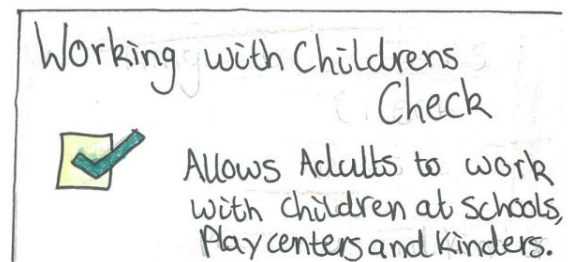 Working with Childrens
Check
Allows Adults to work
with children at schools,
Play centers and Kinders.